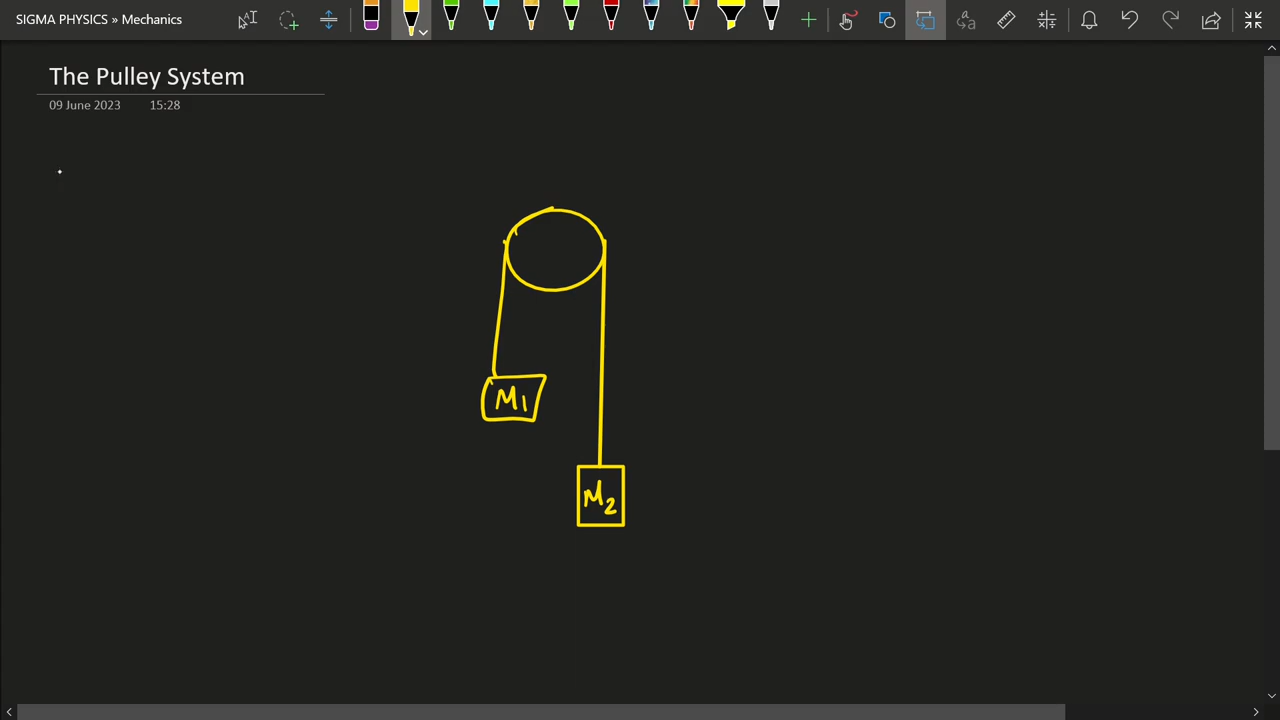 SIGMA PHYSICS » Mechanics
The Pulley System
09 June 2023 15:28
M1
M2